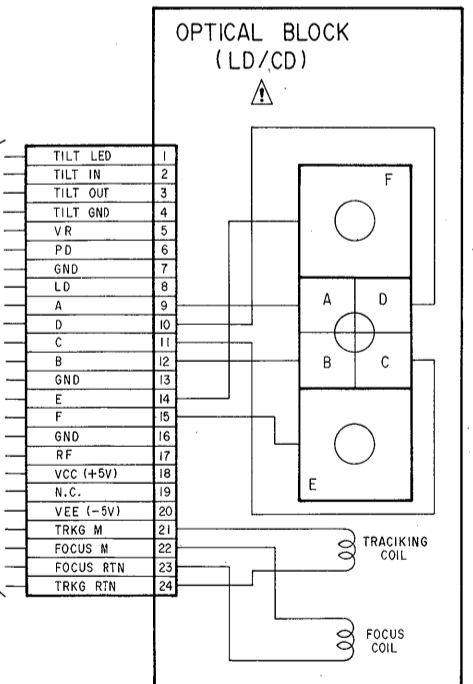 OPTICAL BLOCK
(LD/CD)
TILT LED 1
TILT IN 2
TILT OUT 3
TILT GND 4
VR 5
PD 6
GND 7
LD 8
A 9
D 10
C 11
B 12
GND 13
E 14
F 15
GND 16
RF 17
VCC (+5V) 18
N.C. 19
VEE (-5V) 20
TRKG M 21
FOCUS M 22
FOCUS RTN 23
TRKG RTN 24
F
A D
B C
E
TRACIKING
COIL
FOCUS
COIL